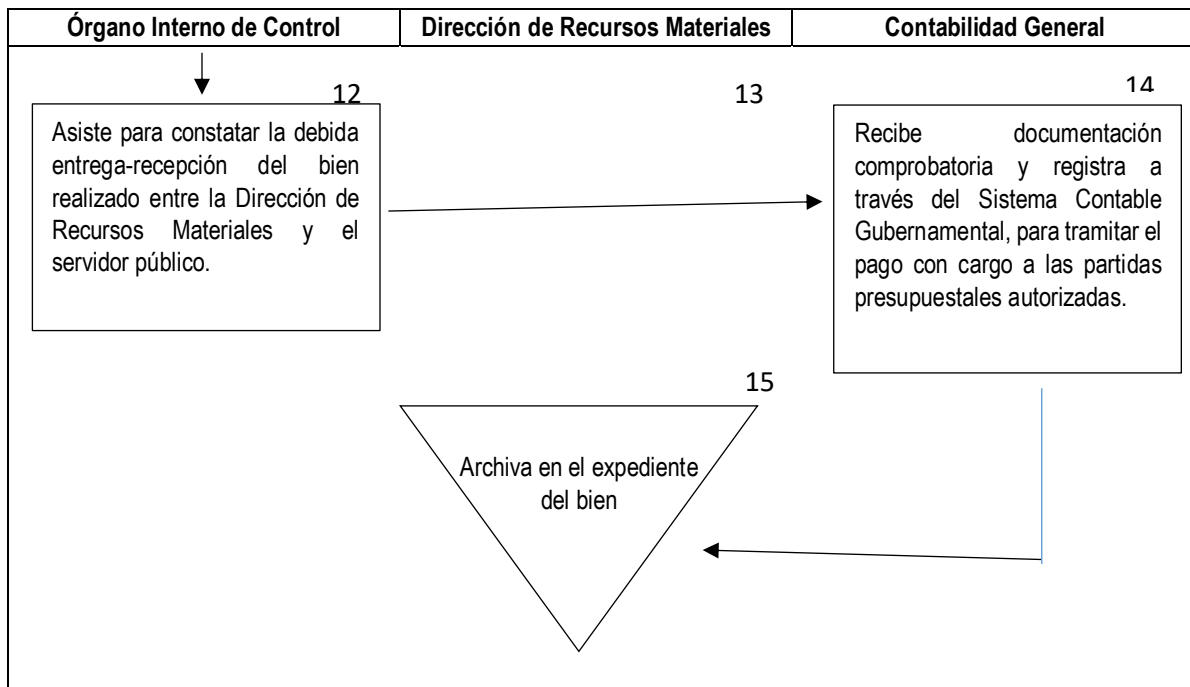 Órgano Interno de Control
Dirección de Recursos Materiales
Contabilidad General
12
13
14
Asiste para constatar la debida
entrega-recepción del bien
realizado entre la Dirección de
Recursos Materiales y el
servidor público.
Recibe documentación
comprobatoria y registra a
través del Sistema Contable
Gubernamental, para tramitar el
pago con cargo a las partidas
presupuestales autorizadas.
15
Archiva en el expediente
del bien